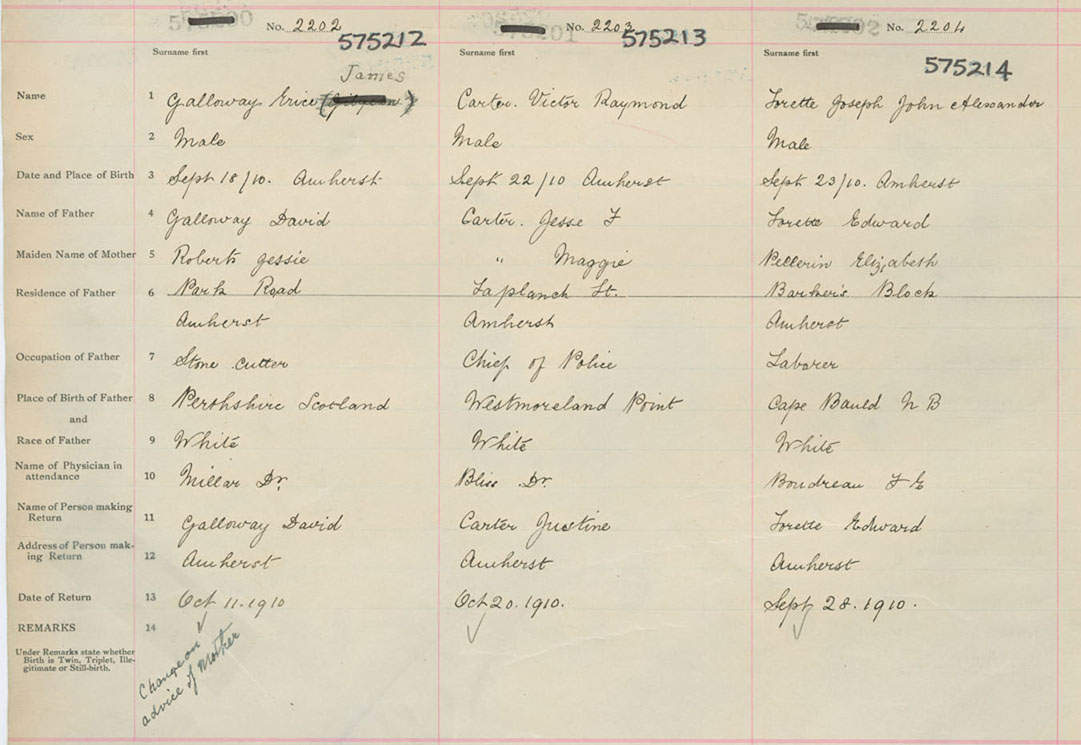 No. 2202 No. 2203 No. 2204
575212 575213 575214
Surname first Surname first Surname first
James
Name 1 Galloway Erice Carter. Victor Raymond Lorette Joseph John Alexander
Sex 2 Male Male Male
Date and Place of Birth 3 Sept 18/10. Amherst Sept 22/10 Amherst Sept 23/10. Amherst
Name of Father 4 Galloway David Carter. Jesse F Lorette Edward
Maiden Name of Mother 5 Roberts Jessie " Maggie Pellerin Elizabeth
Residence of Father 6 Park Road Laplanch St. Barker's Block
Amherst Amherst Amherst
Occupation of Father 7 Stone Cutter Chief of Police Laborer
Place of Birth of Father 8 Perthshire Scotland Westmoreland Point Cape Bauld N B
and
Race of Father 9 White White White
Name of Physician in
attendance 10 Millar Dr. Bliss Dr. Boudreau F E
Name of Person making
Return 11 Galloway David Carter Justine Lorette Edward
Address of Person mak-
ing Return 12 Amherst Amherst Amherst
Date of Return 13 Oct 11-1910 Oct 20.1910. Sept 28.1910.
REMARKS 14
Under Remarks state whether
Birth is Twin, Triplet, Ille-
gitimate or Still-birth.
Change on
advice of Mother